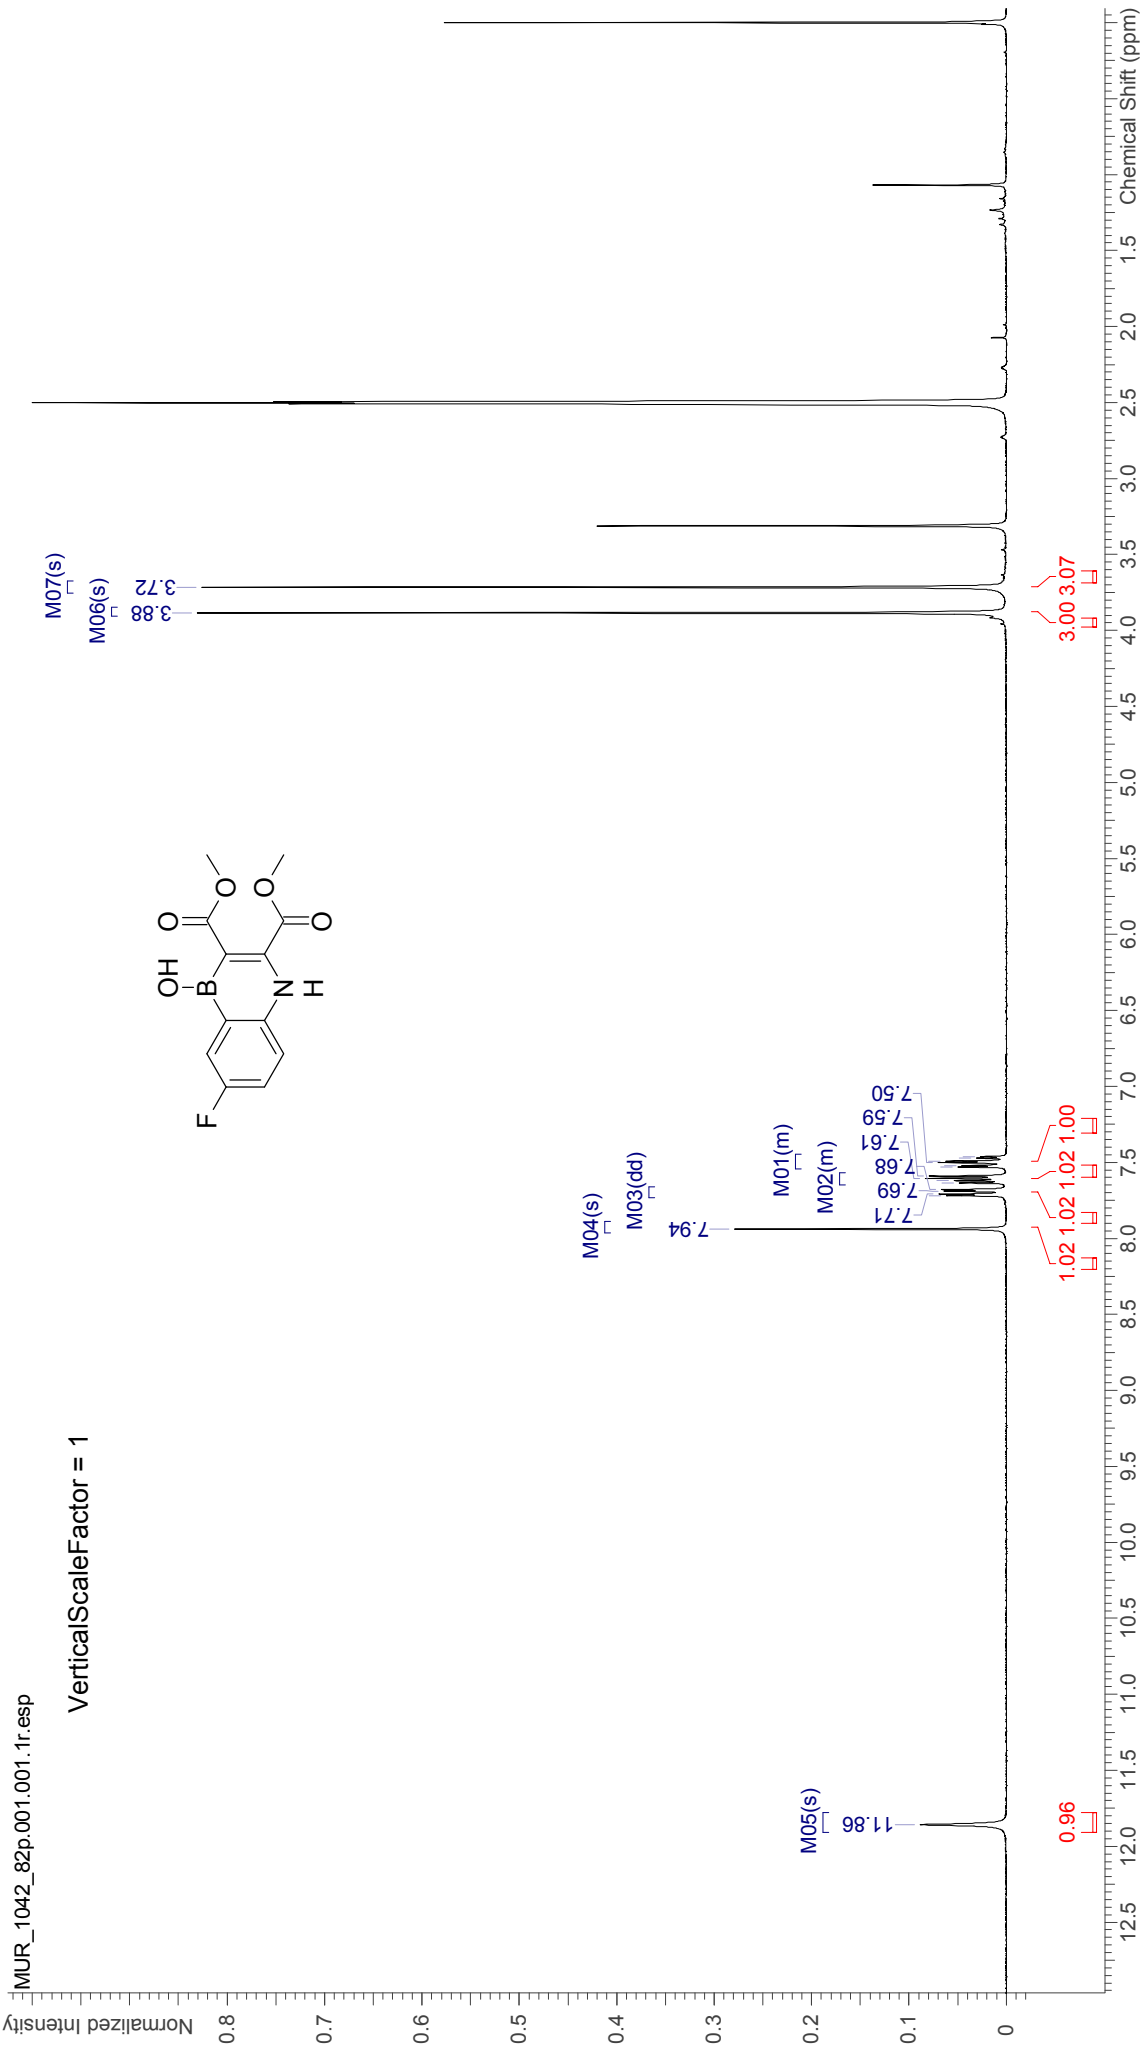 MUR_1042_82p.001.001.1r.esp
VerticalScaleFactor = 1
Normalized Intensity
0.8
0.7
0.6
0.5
0.4
0.3
0.2
0.1
0
M07(s)
M06(s)
3.72
3.88
OH
B
O
O
O
O
N
H
F
M05(s)
11.86
M04(s)
M03(dd)
7.94
M01(m)
M02(m)
7.71
7.69
7.68
7.61
7.59
7.50
0.96
1.02 1.02 1.02 1.00
3.00 3.07
12.5 12.0 11.5 11.0 10.5 10.0 9.5 9.0 8.5 8.0 7.5 7.0 6.5 6.0 5.5 5.0 4.5 4.0 3.5 3.0 2.5 2.0 1.5
Chemical Shift (ppm)